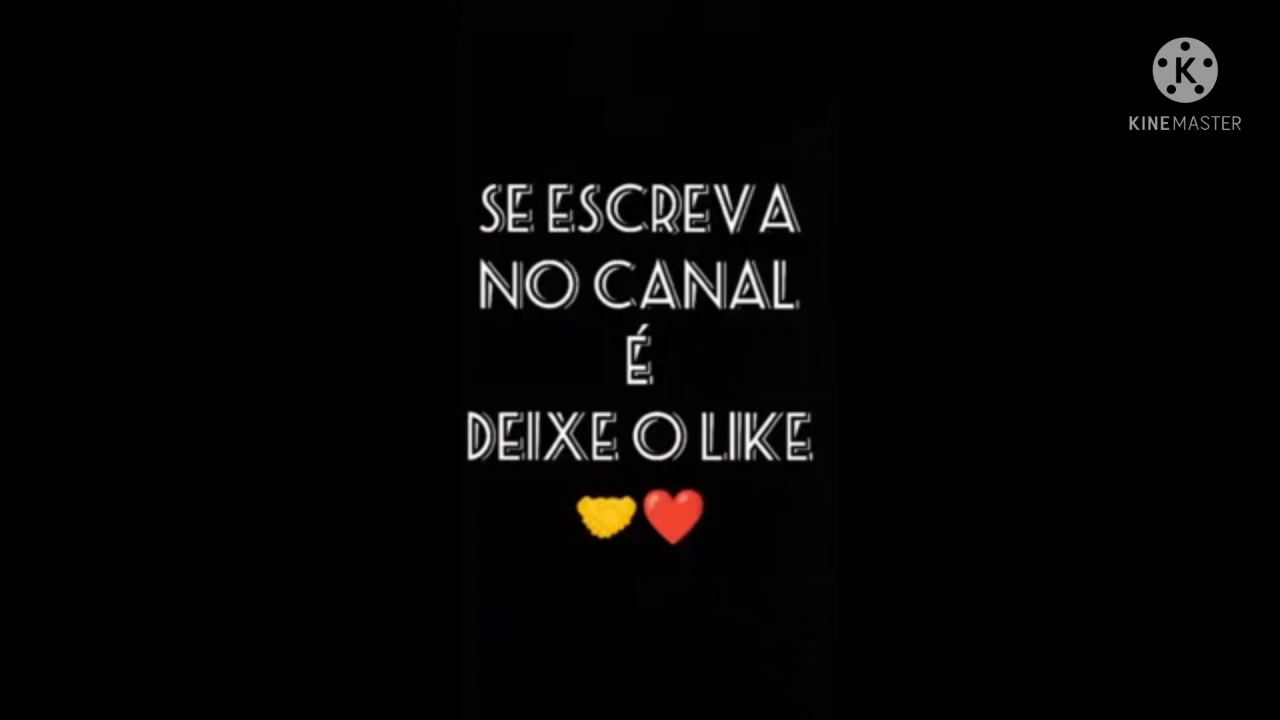 KINEMASTER
SE ESCREVA
NO CANAL
É
DEIXE O LIKE
🤝❤️